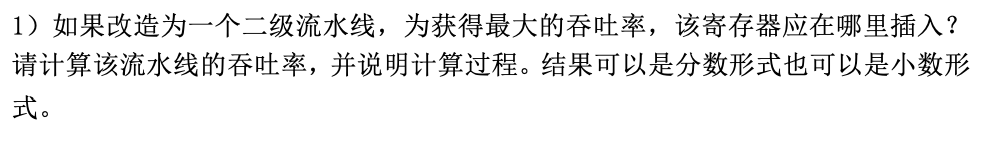 1）如果改造为一个二级流水线，为获得最大的吞吐率，该寄存器应在哪里插入？
请计算该流水线的吞吐率，并说明计算过程。结果可以是分数形式也可以是小数形
式。